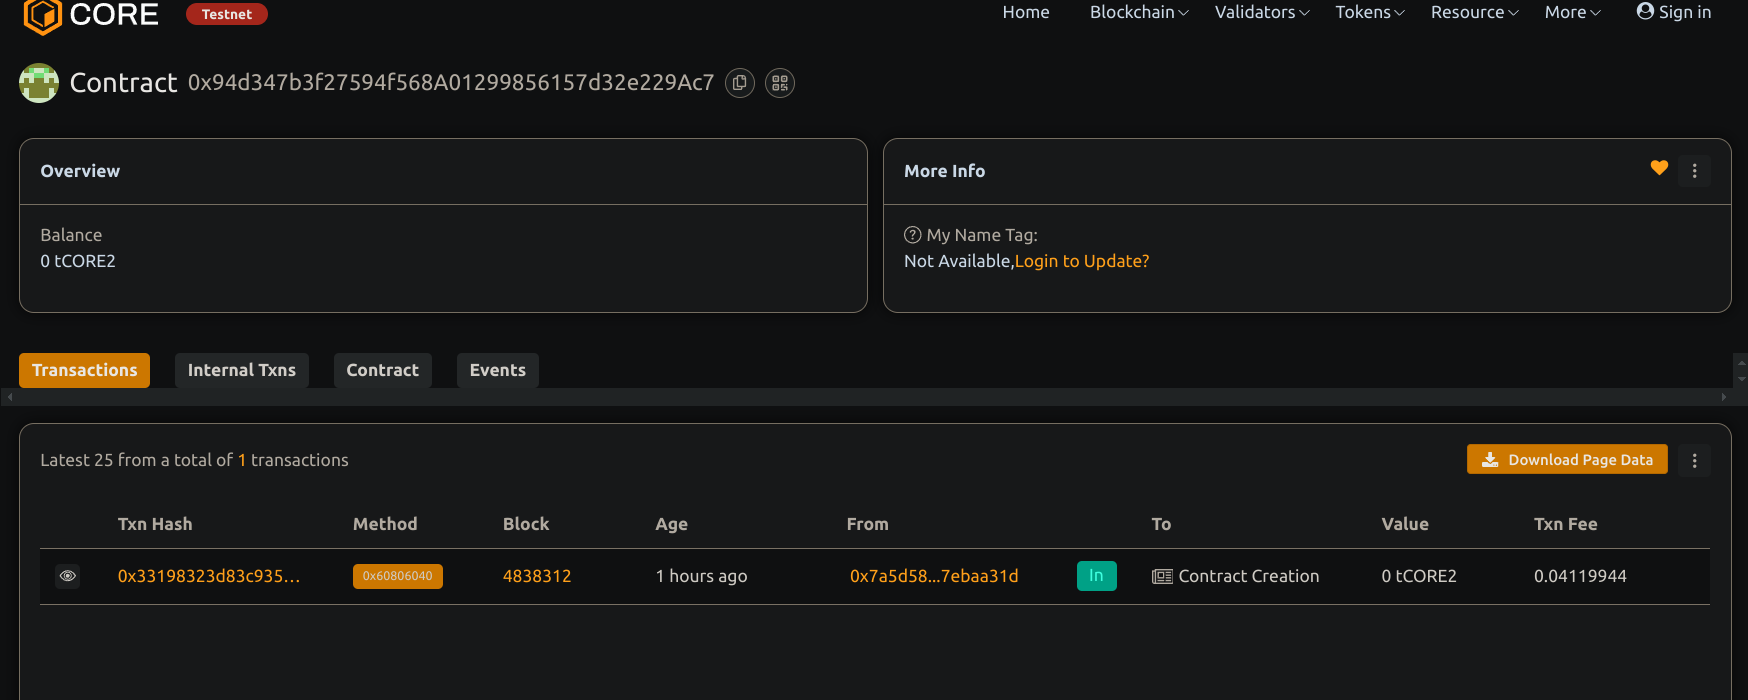 CORE Testnet Home Blockchain Validators Tokens Resource More Sign in
Contract 0x94d347b3f27594f568A01299856157d32e229Ac7
Overview
Balance
0 tCORE2
More Info
? My Name Tag:
Not Available,Login to Update?
Transactions Internal Txns Contract Events
Latest 25 from a total of 1 transactions
Download Page Data
Txn Hash Method Block Age From To Value Txn Fee
0x33198323d83c935... 0x60806040 4838312 1 hours ago 0x7a5d58...7ebaa31d In Contract Creation 0 tCORE2 0.04119944